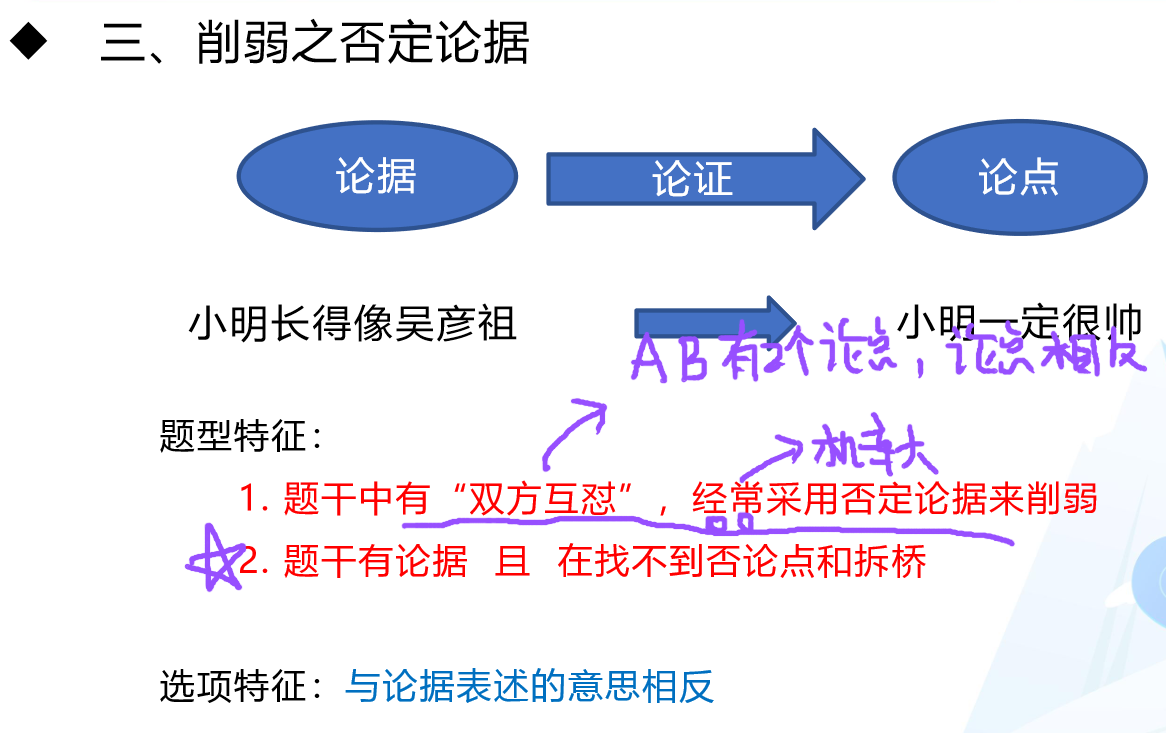 ◆ 三、削弱之否定论据
论据 论证 论点
小明长得像吴彦祖 小明一定很帅
AB有2个论点，论点相反
题型特征：
机率大
1. 题干中有“双方互怼”，经常采用否定论据来削弱
2. 题干有论据 且 在找不到否论点和拆桥
选项特征：与论据表述的意思相反